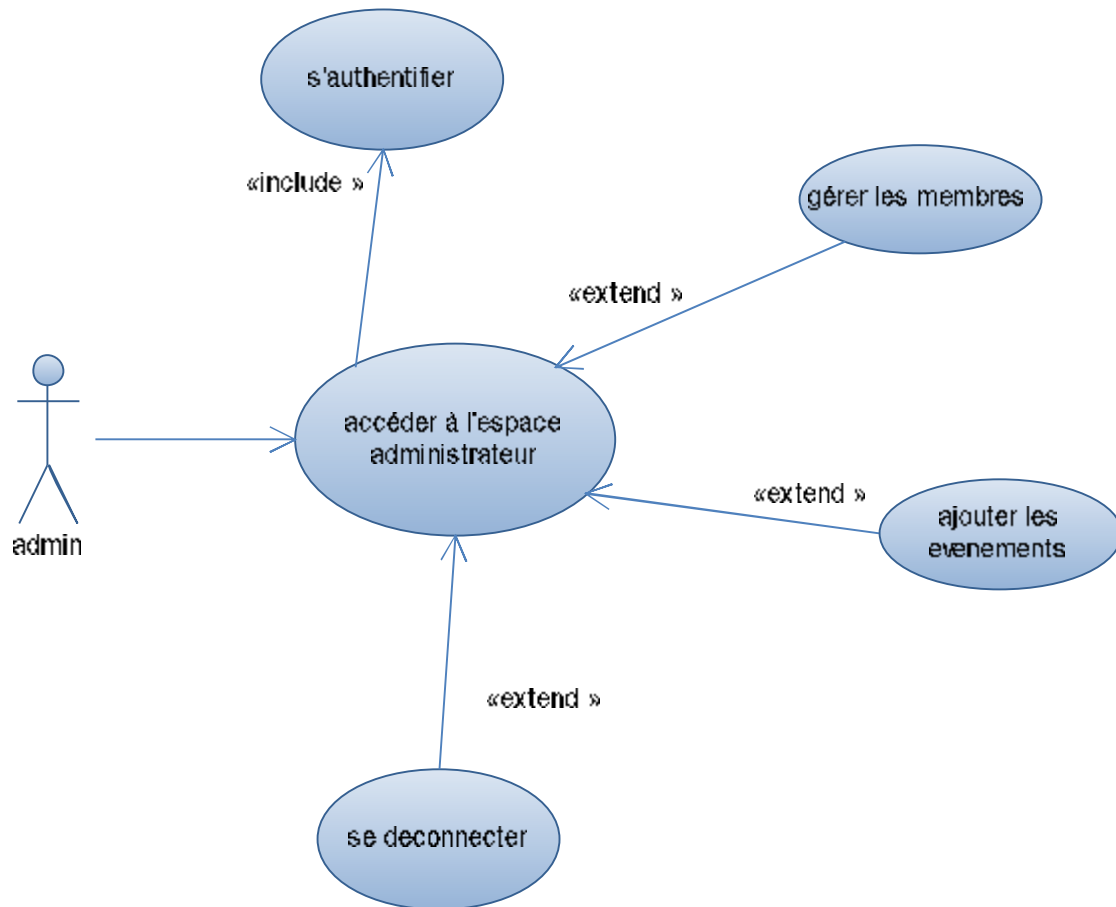 s'authentifier
«include »
gérer les membres
«extend »
accéder à l'espace
administrateur
«extend »
ajouter les
evenements
admin
«extend »
se deconnecter